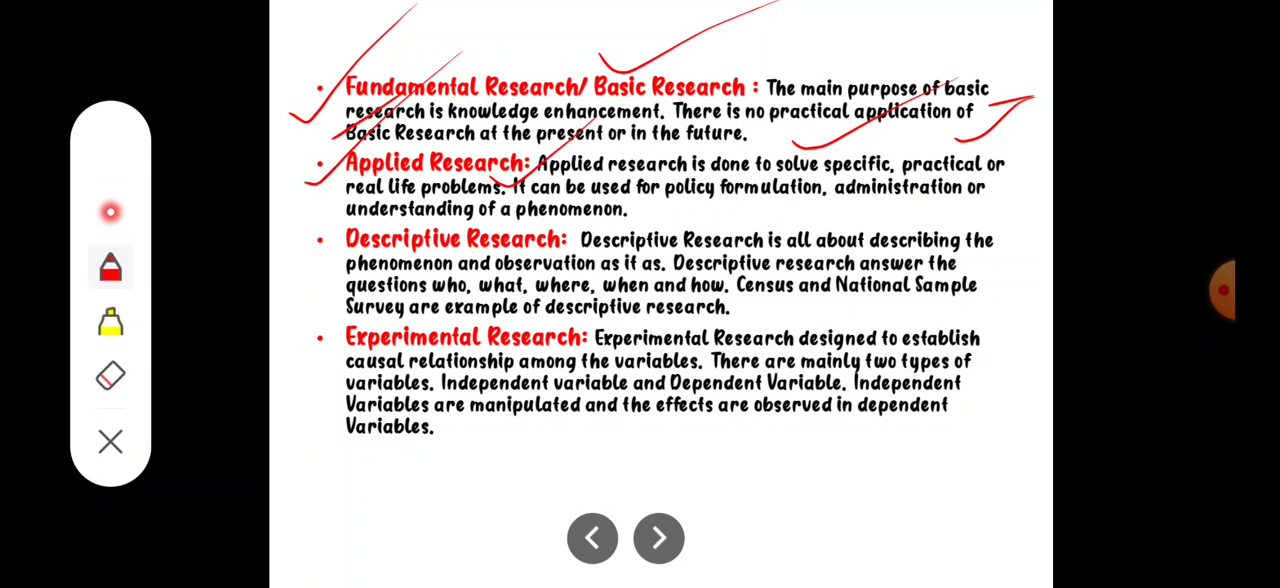 • Fundamental Research/ Basic Research : The main purpose of basic
research is knowledge enhancement. There is no practical application of
Basic Research at the present or in the future.
• Applied Research: Applied research is done to solve specific, practical or
real life problems. It can be used for policy formulation, administration or
understanding of a phenomenon.
• Descriptive Research: Descriptive Research is all about describing the
phenomenon and observation as it as. Descriptive research answer the
questions who, what, where, when and how. Census and National Sample
Survey are example of descriptive research.
• Experimental Research: Experimental Research designed to establish
causal relationship among the variables. There are mainly two types of
variables. Independent variable and Dependent Variable. Independent
Variables are manipulated and the effects are observed in dependent
Variables.